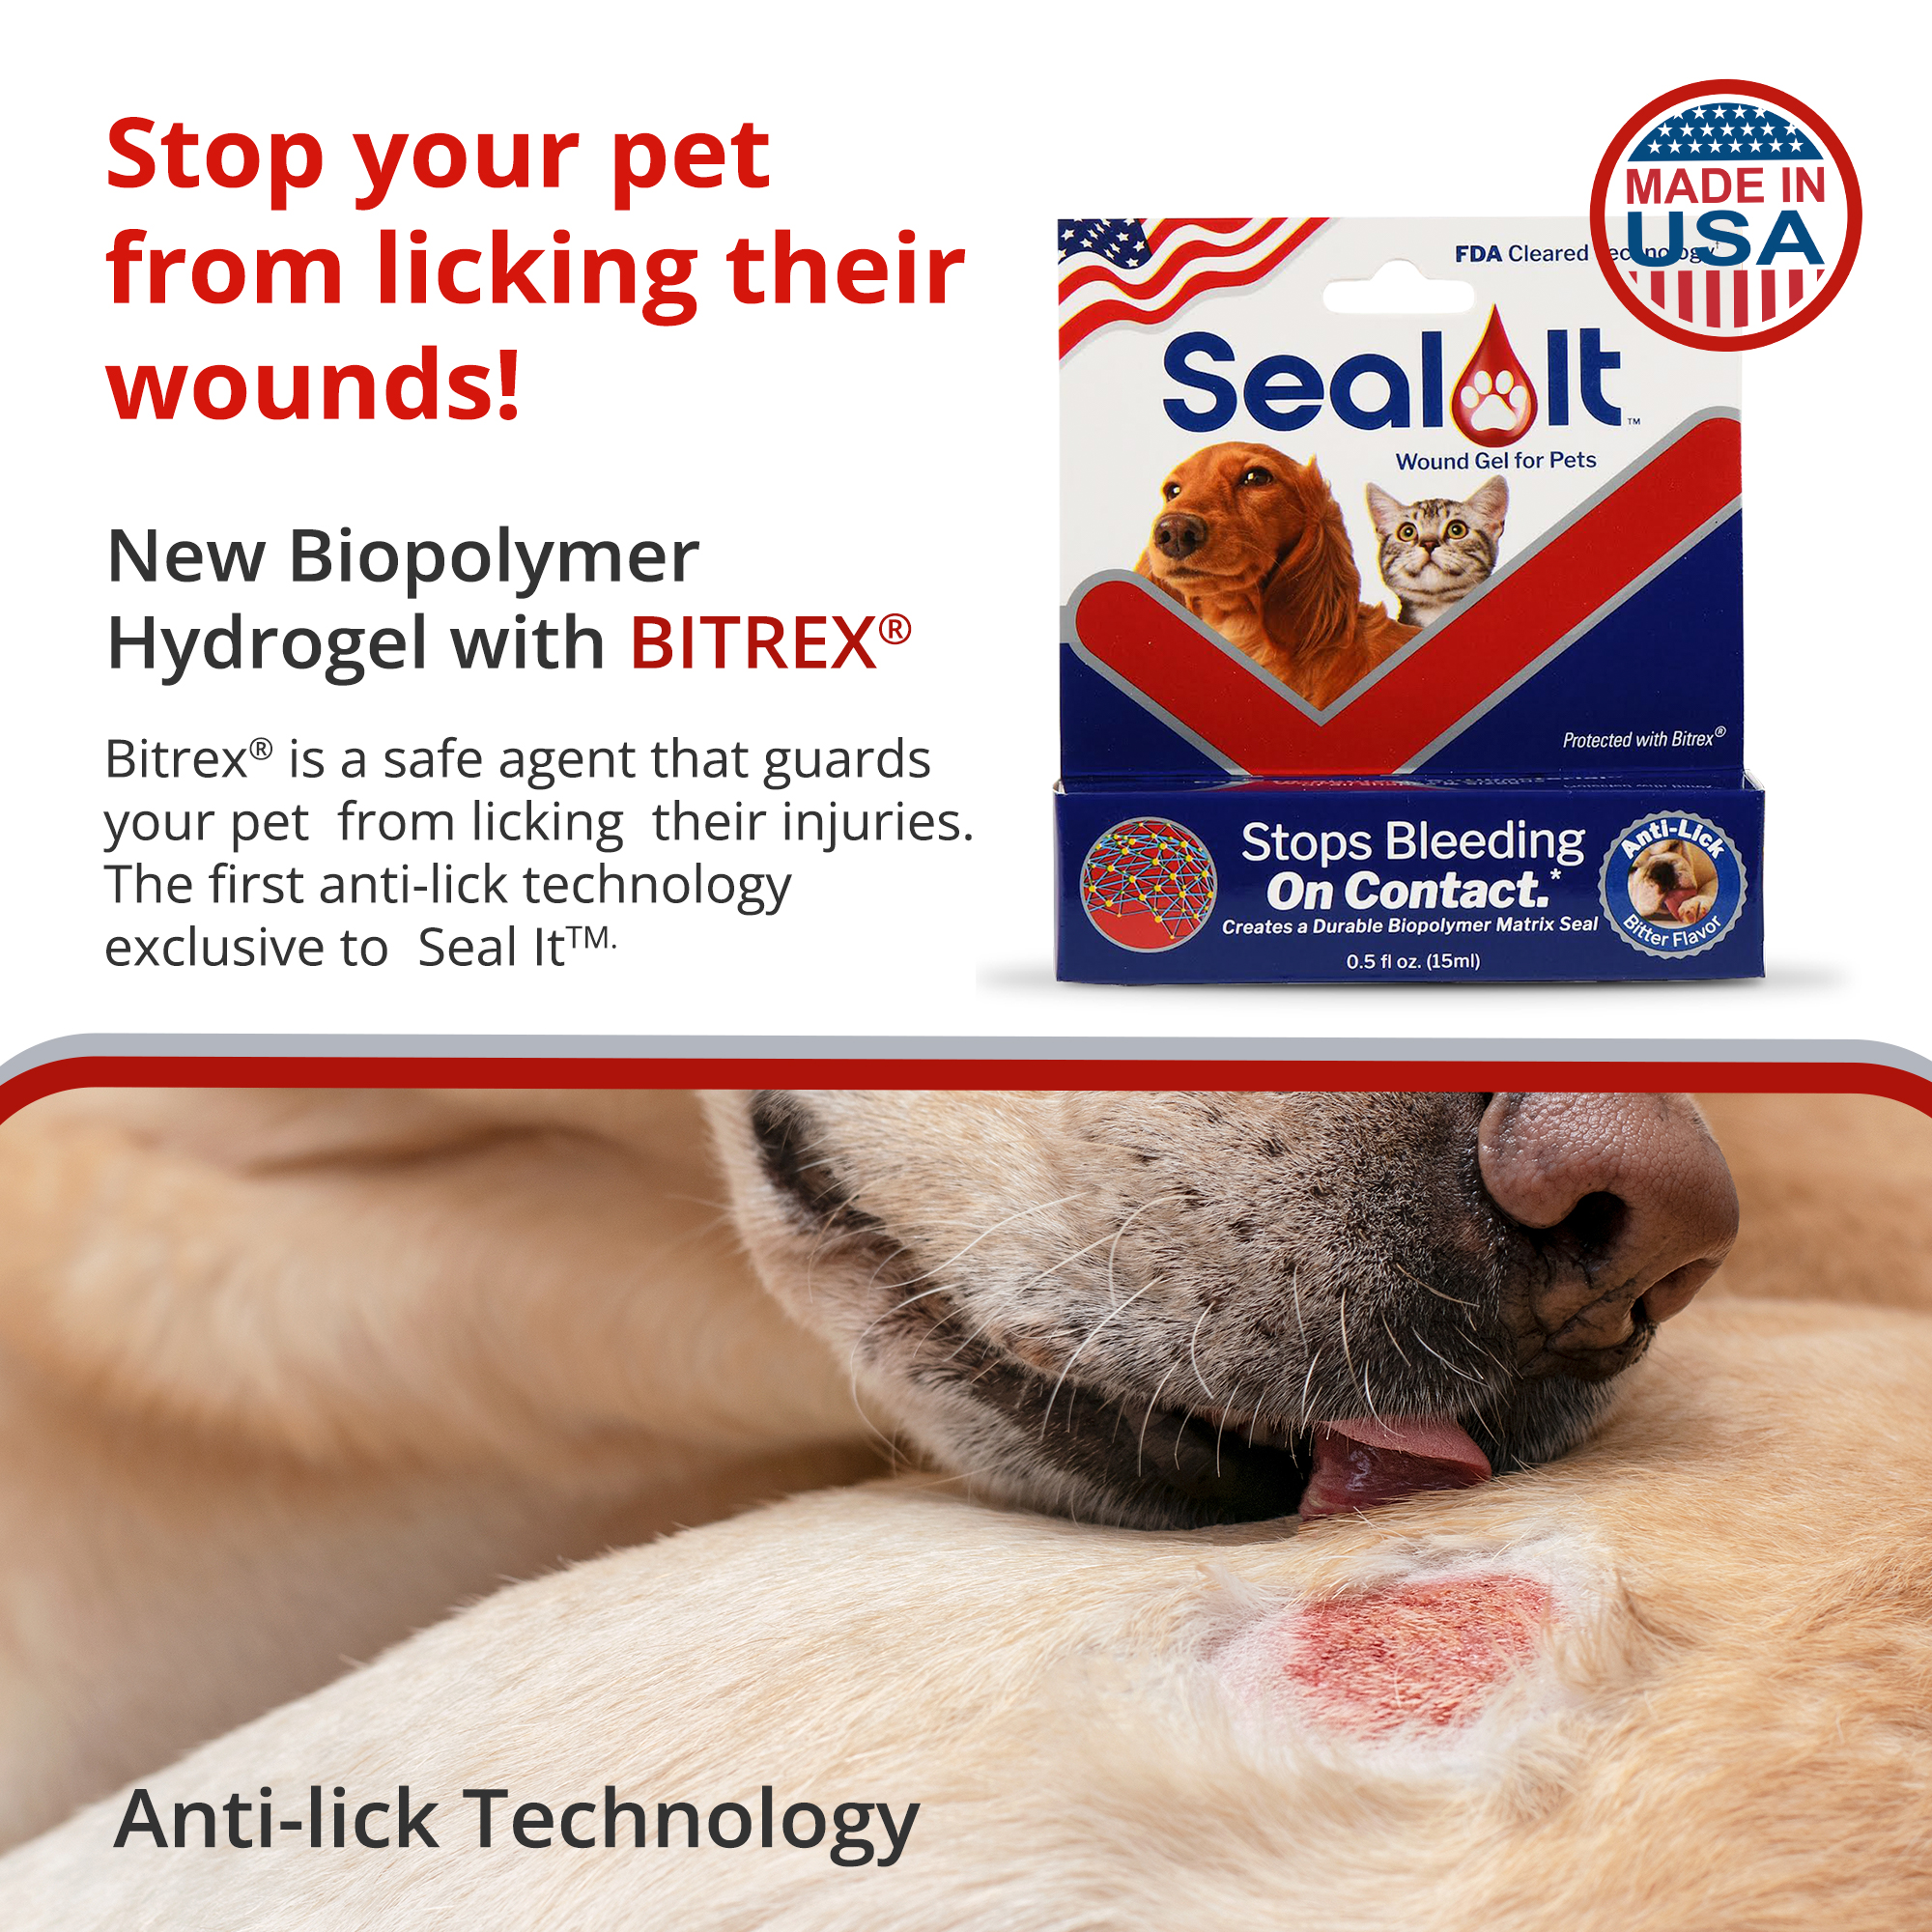 Stop your pet
from licking their
wounds!
New Biopolymer
Hydrogel with BITREX®
Bitrex® is a safe agent that guards
your pet from licking their injuries.
The first anti-lick technology
exclusive to Seal It™.
MADE IN
USA
FDA Cleared
Seal It™
Wound Gel for Pets
Protected with Bitrex®
Stops Bleeding
On Contact.*
Creates a Durable Biopolymer Matrix Seal
0.5 fl oz. (15ml)
Anti-Lick
Bitter Flavor
Anti-lick Technology